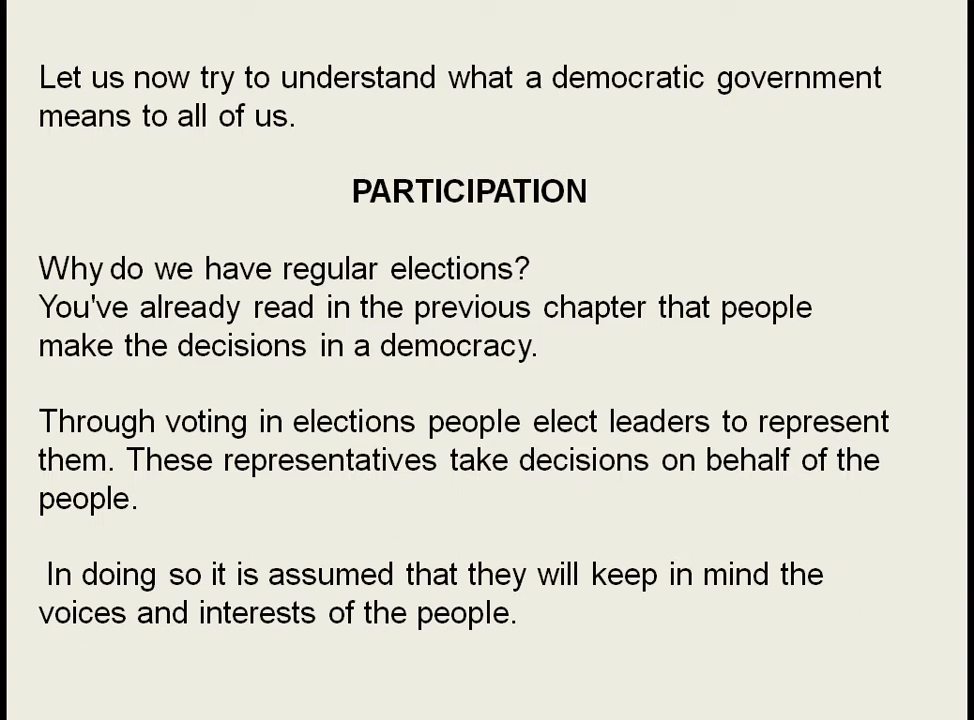 Let us now try to understand what a democratic government
means to all of us.
PARTICIPATION
Why do we have regular elections?
You've already read in the previous chapter that people
make the decisions in a democracy.
Through voting in elections people elect leaders to represent
them. These representatives take decisions on behalf of the
people.
In doing so it is assumed that they will keep in mind the
voices and interests of the people.